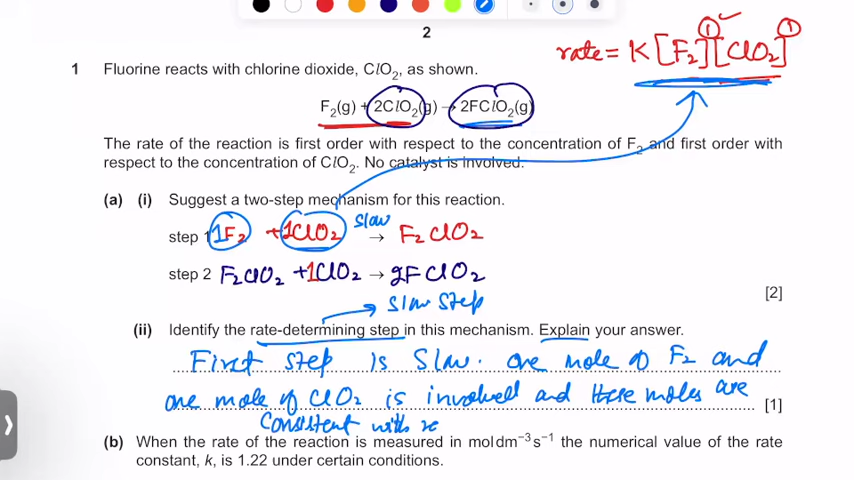 2
rate = K [F2]① [ClO2]①
1 Fluorine reacts with chlorine dioxide, ClO2, as shown.
F2(g) + 2ClO2(g) → 2FClO2(g)
The rate of the reaction is first order with respect to the concentration of F2 and first order with
respect to the concentration of ClO2. No catalyst is involved.
(a) (i) Suggest a two-step mechanism for this reaction.
step 1 1F2 + 1ClO2 slow → F2ClO2
step 2 F2ClO2 + 1ClO2 → 2FClO2
[2]
slow step
(ii) Identify the rate-determining step in this mechanism. Explain your answer.
First step is slow. one mole of F2 and
one mole of ClO2 is involved and these moles are
[1]
consistent with re
(b) When the rate of the reaction is measured in mol dm−3 s−1 the numerical value of the rate
constant, k, is 1.22 under certain conditions.